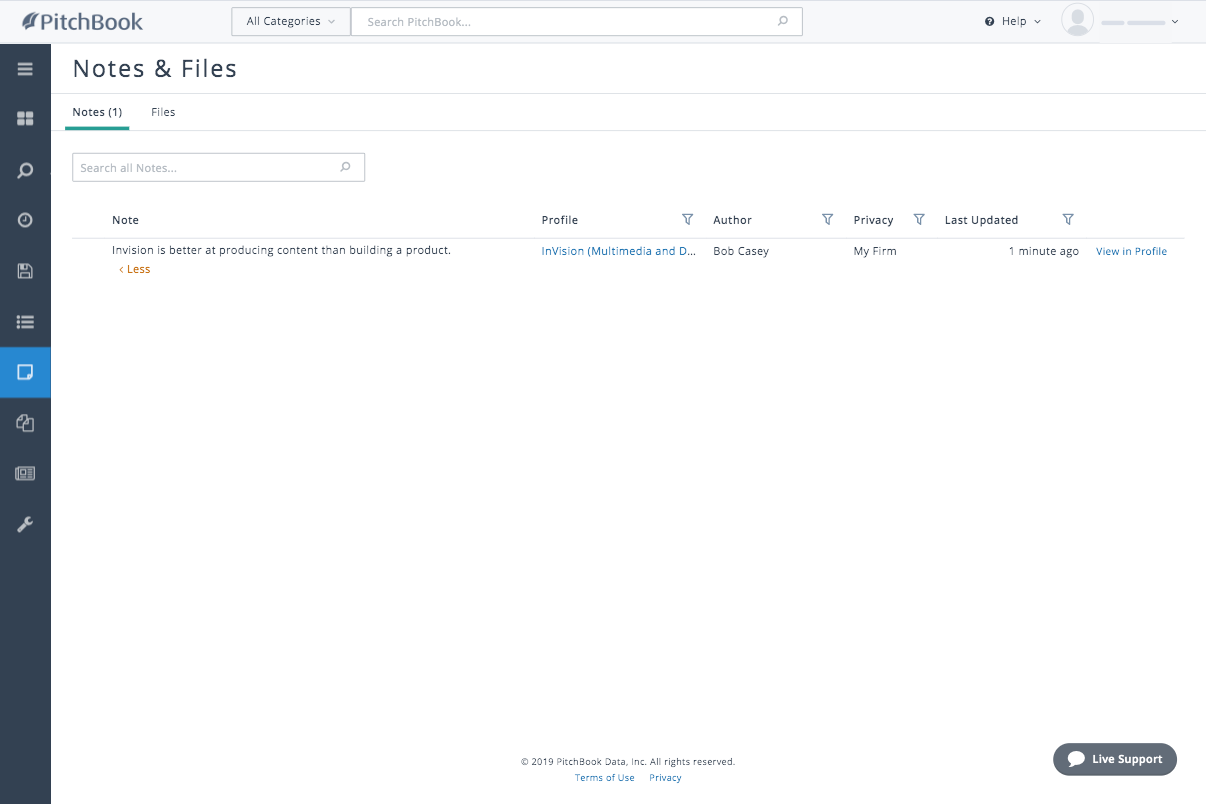 PitchBook
All Categories
Search PitchBook...
Help
Notes & Files
Notes (1)
Files
Search all Notes...
Note Profile Author Privacy Last Updated
Invision is better at producing content than building a product. InVision (Multimedia and D... Bob Casey My Firm 1 minute ago View in Profile
‹ Less
© 2019 PitchBook Data, Inc. All rights reserved.
Terms of Use Privacy
Live Support